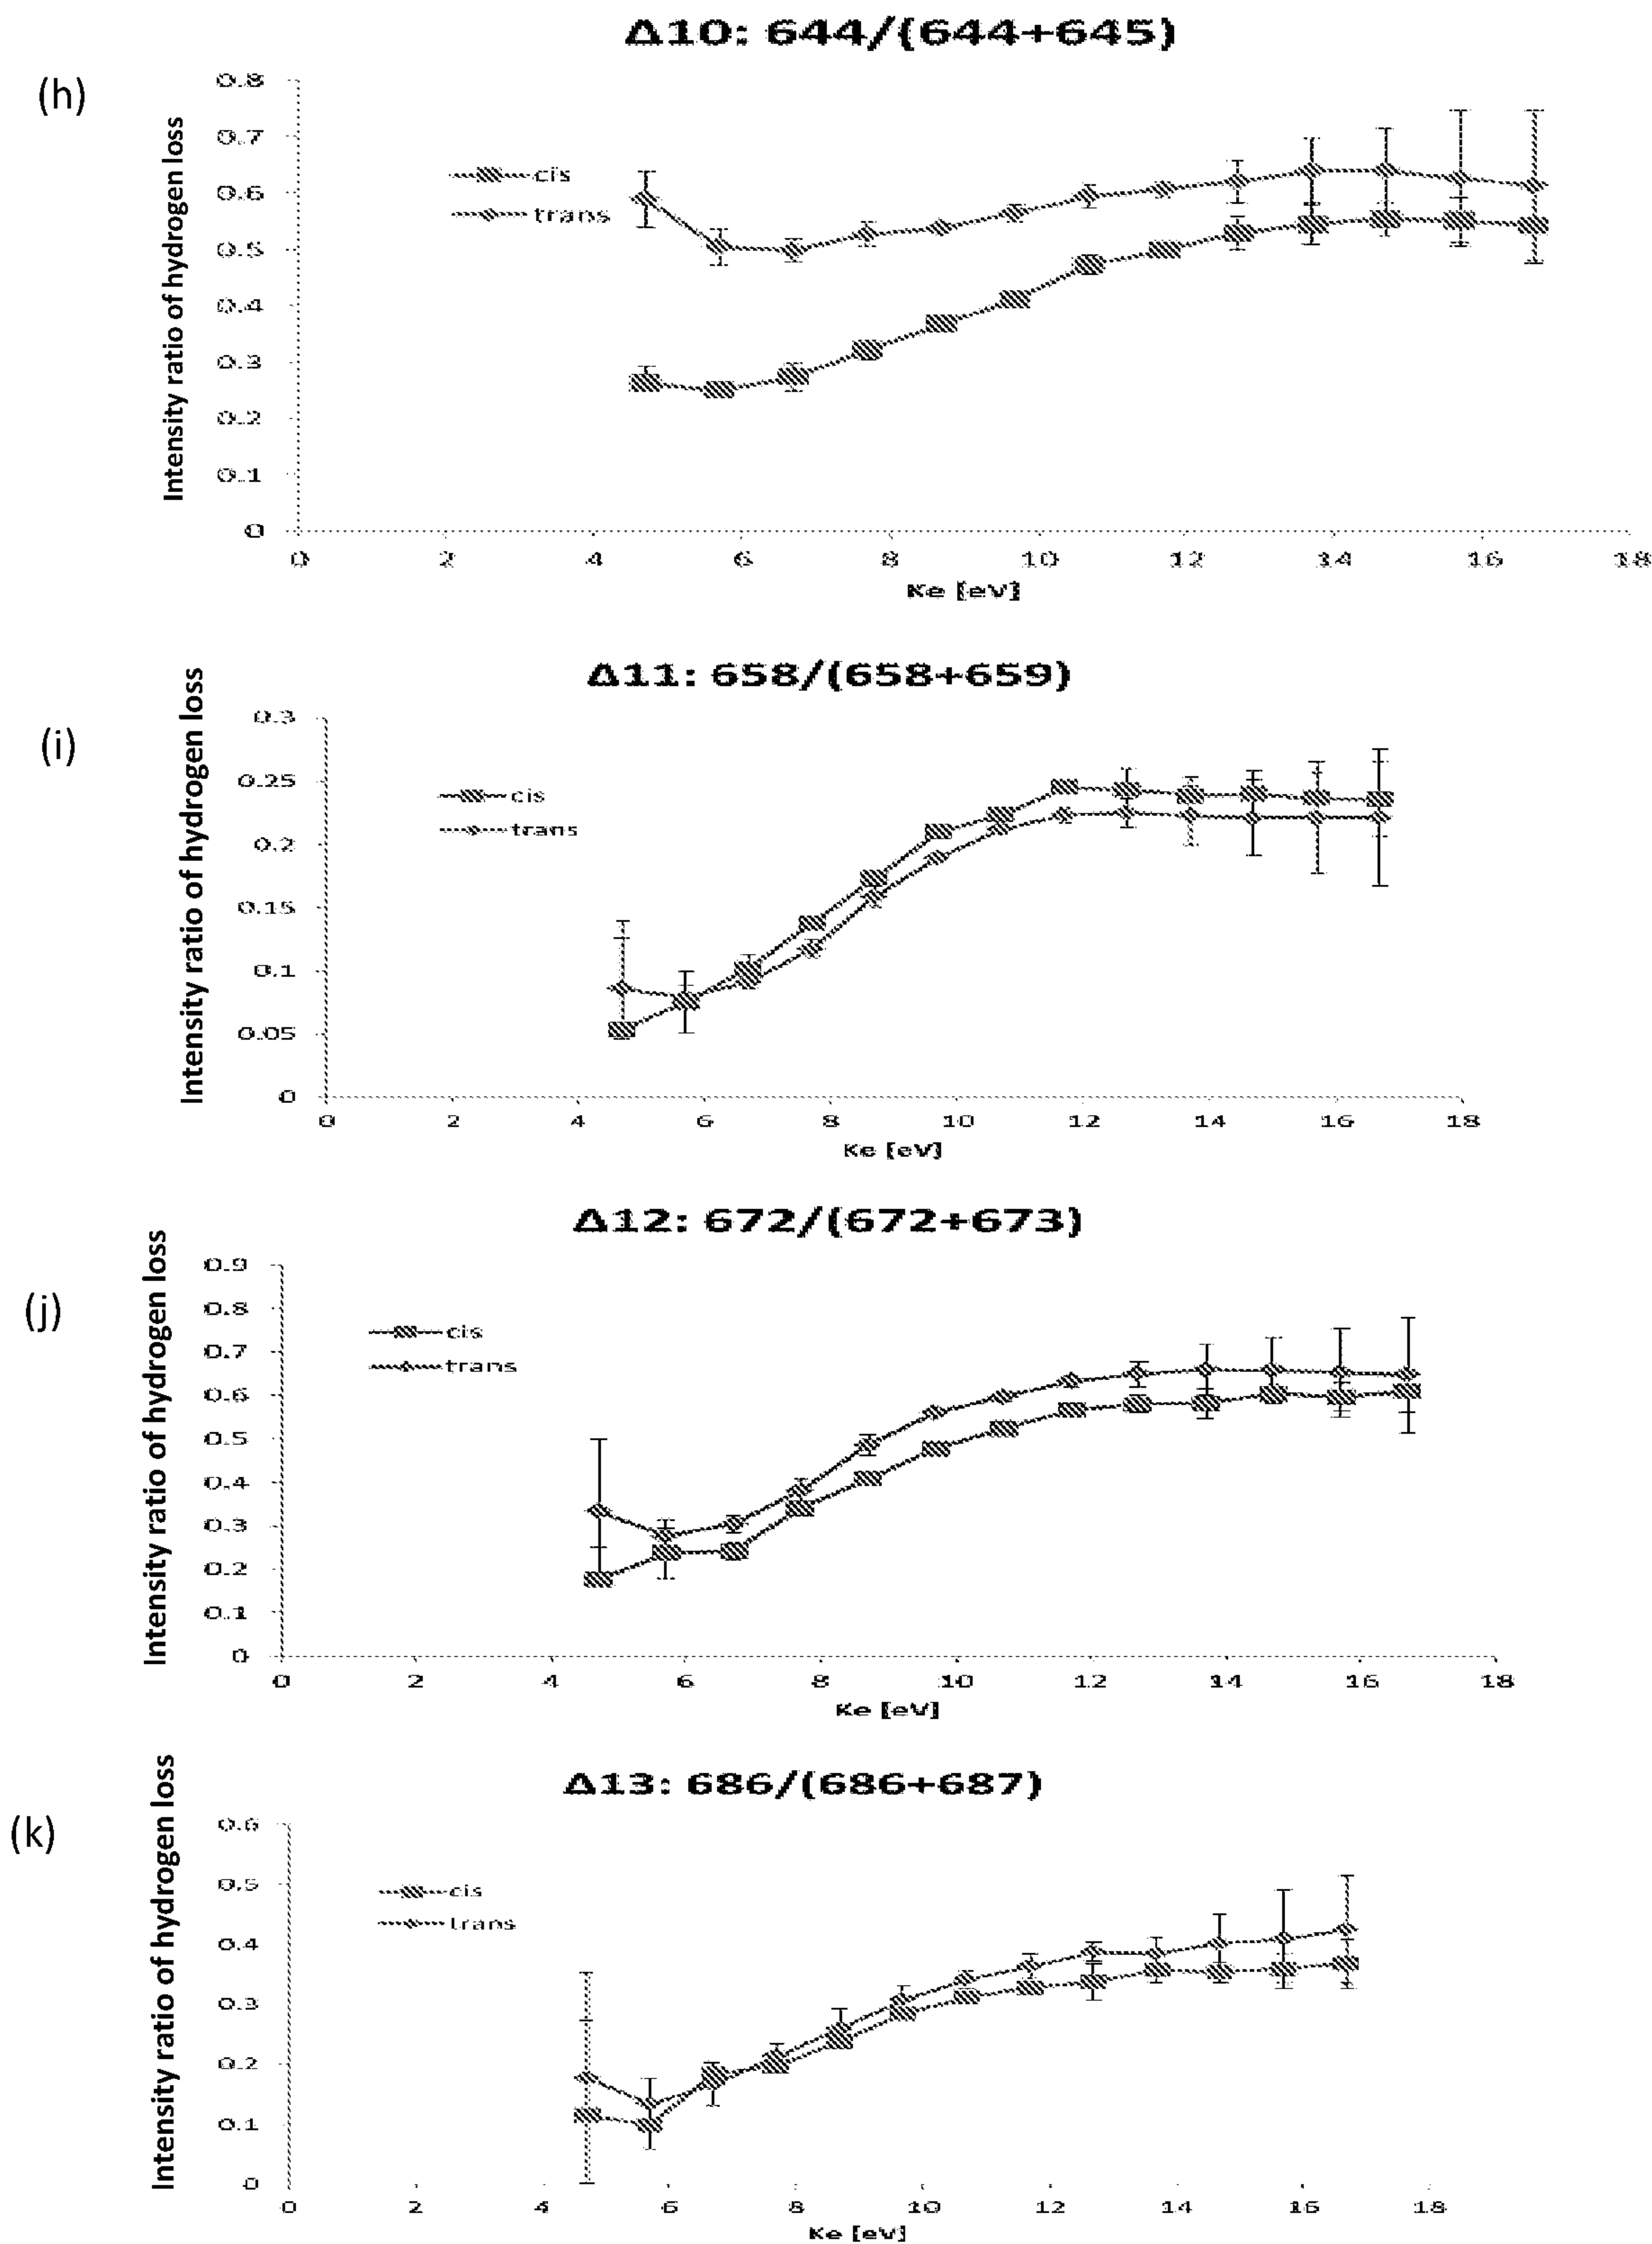 Δ10: 644/(644+645)
(h)
Intensity ratio of hydrogen loss
0.8
0.7
0.6
0.5
0.4
0.3
0.2
0.1
0
cis
trans
0 2 4 6 8 10 12 14 16 18
Ke [eV]
Δ11: 658/(658+659)
(i)
Intensity ratio of hydrogen loss
0.3
0.25
0.2
0.15
0.1
0.05
0
cis
trans
0 2 4 6 8 10 12 14 16 18
Ke [eV]
Δ12: 672/(672+673)
(j)
Intensity ratio of hydrogen loss
0.9
0.8
0.7
0.6
0.5
0.4
0.3
0.2
0.1
0
cis
trans
0 2 4 6 8 10 12 14 16 18
Ke [eV]
Δ13: 686/(686+687)
(k)
Intensity ratio of hydrogen loss
0.6
0.5
0.4
0.3
0.2
0.1
0
cis
trans
0 2 4 6 8 10 12 14 16 18
Ke [eV]